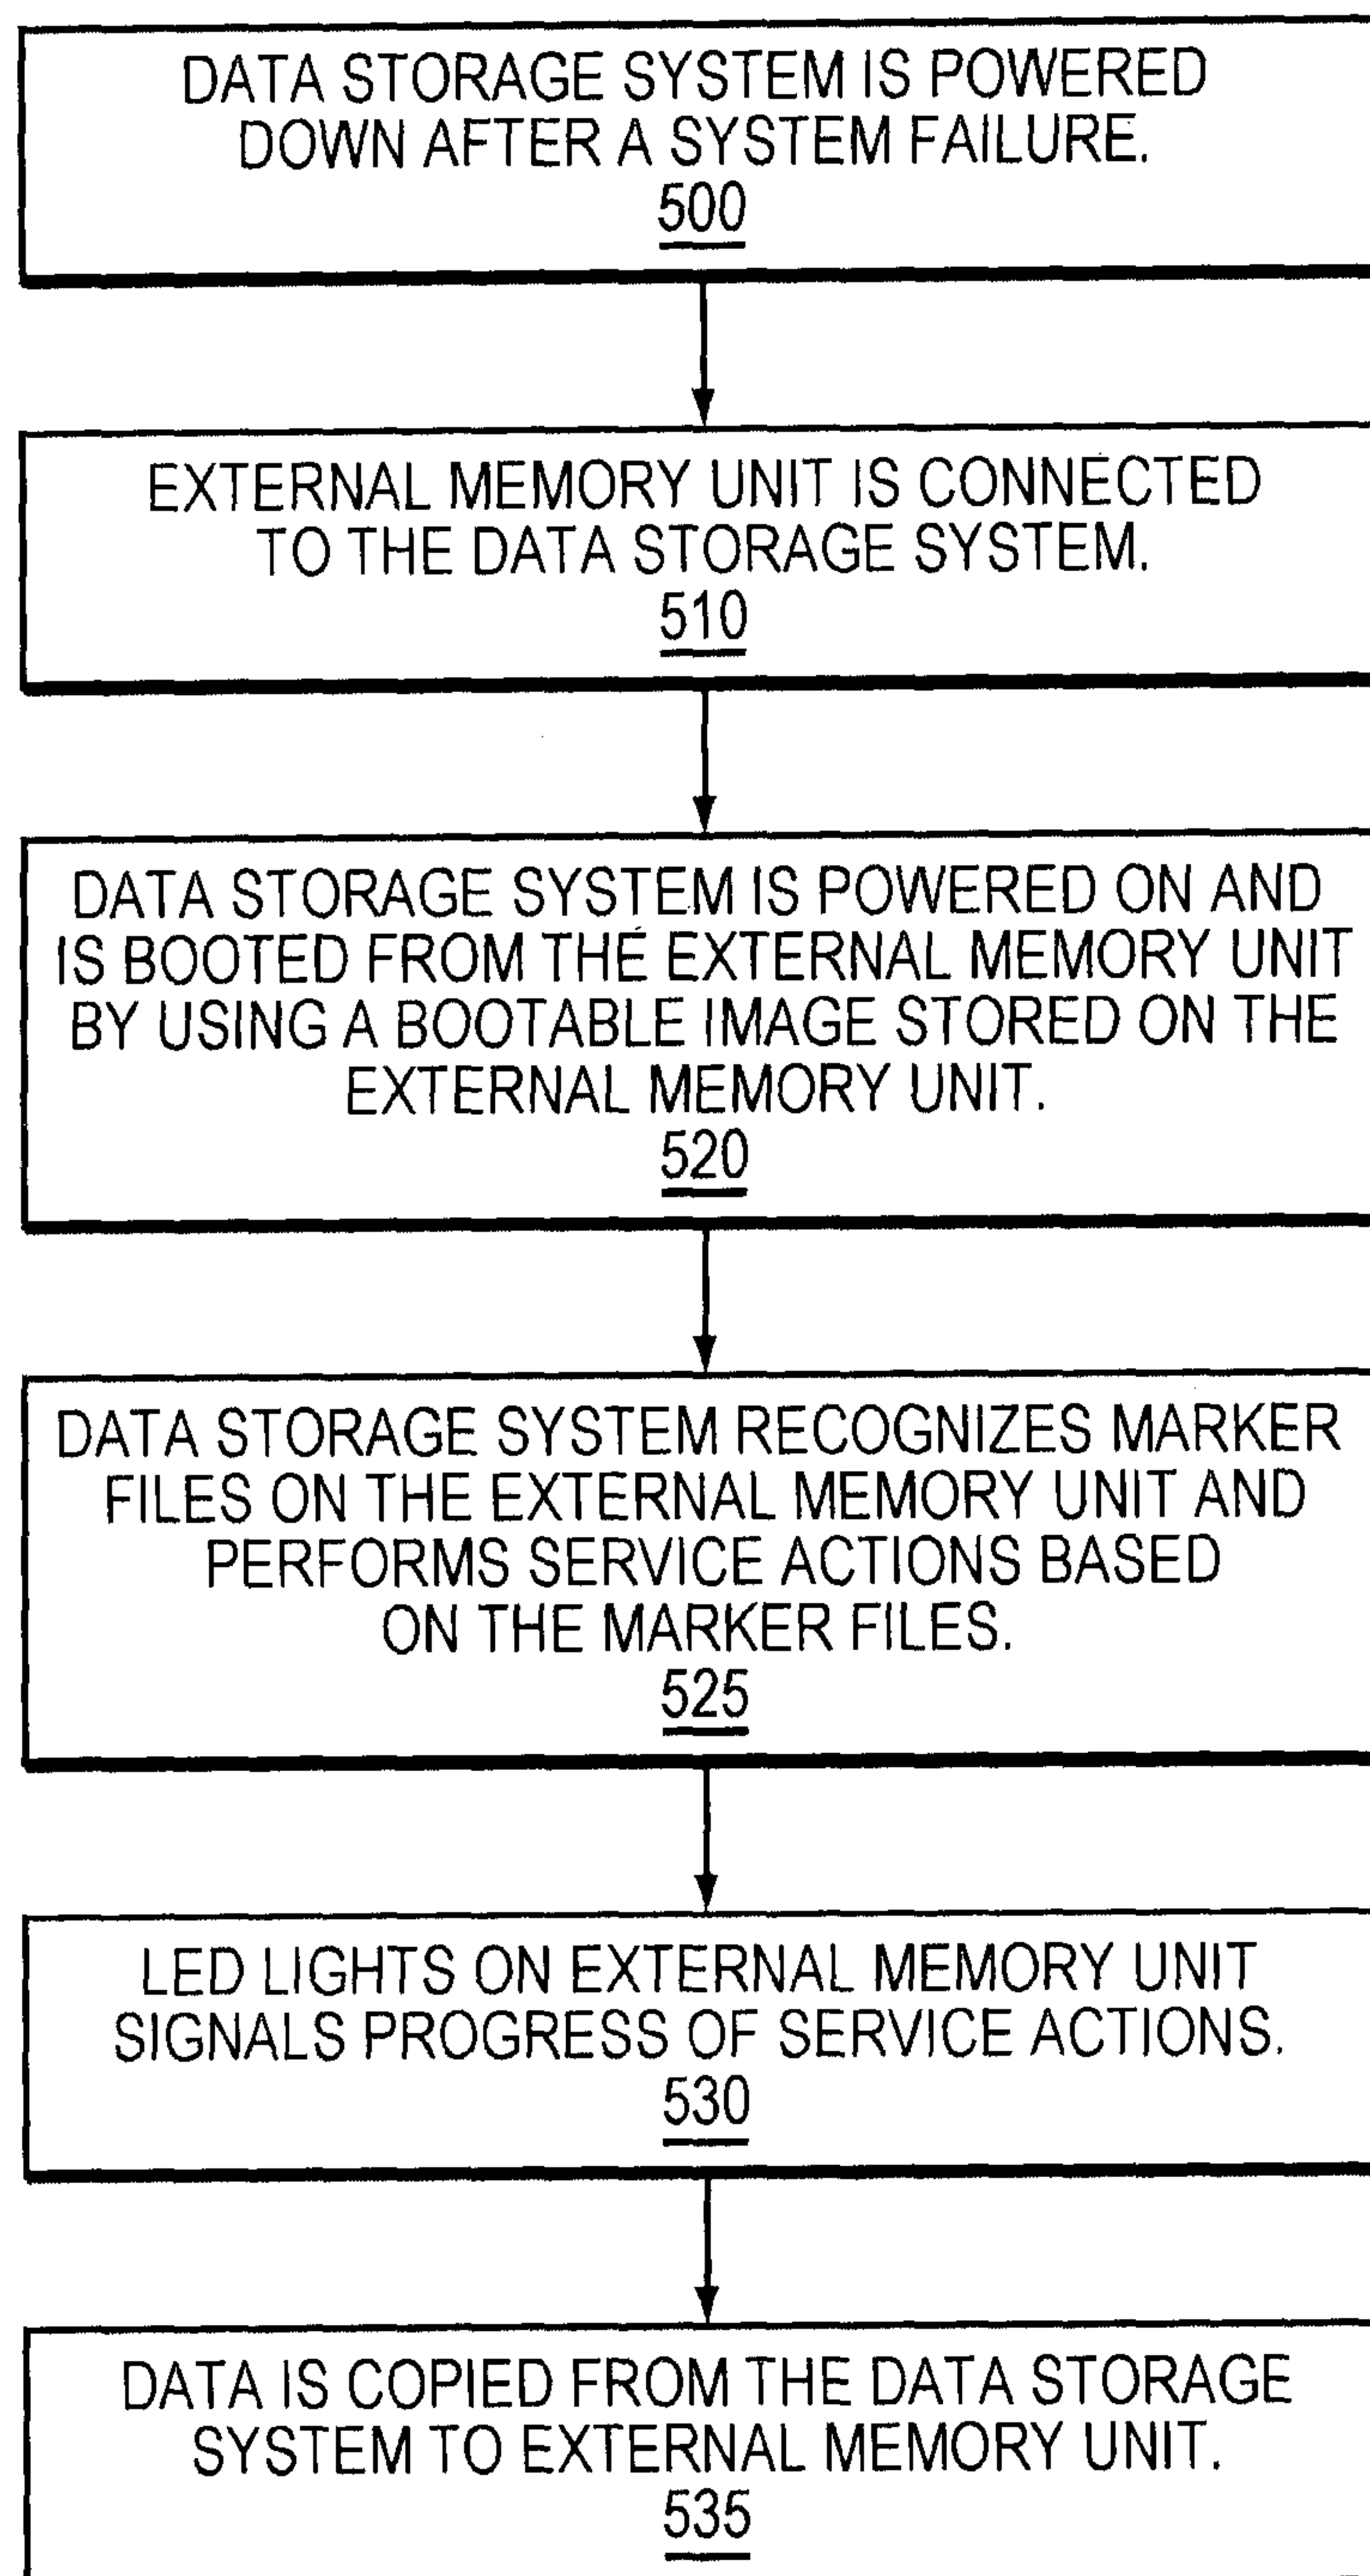 DATA STORAGE SYSTEM IS POWERED
DOWN AFTER A SYSTEM FAILURE.
500
EXTERNAL MEMORY UNIT IS CONNECTED
TO THE DATA STORAGE SYSTEM.
510
DATA STORAGE SYSTEM IS POWERED ON AND
IS BOOTED FROM THE EXTERNAL MEMORY UNIT
BY USING A BOOTABLE IMAGE STORED ON THE
EXTERNAL MEMORY UNIT.
520
DATA STORAGE SYSTEM RECOGNIZES MARKER
FILES ON THE EXTERNAL MEMORY UNIT AND
PERFORMS SERVICE ACTIONS BASED
ON THE MARKER FILES.
525
LED LIGHTS ON EXTERNAL MEMORY UNIT
SIGNALS PROGRESS OF SERVICE ACTIONS.
530
DATA IS COPIED FROM THE DATA STORAGE
SYSTEM TO EXTERNAL MEMORY UNIT.
535